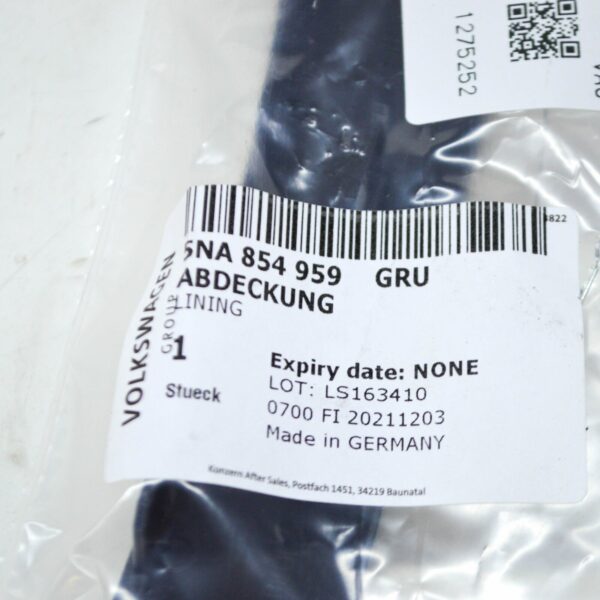 1275252
3822
5NA 854 959 GRU
ABDECKUNG
LINING
VOLKSWAGEN
GROUP
1
Stueck
Expiry date: NONE
LOT: LS163410
0700 FI 20211203
Made in GERMANY
Konzern After Sales, Postfach 1451, 34219 Baunatal